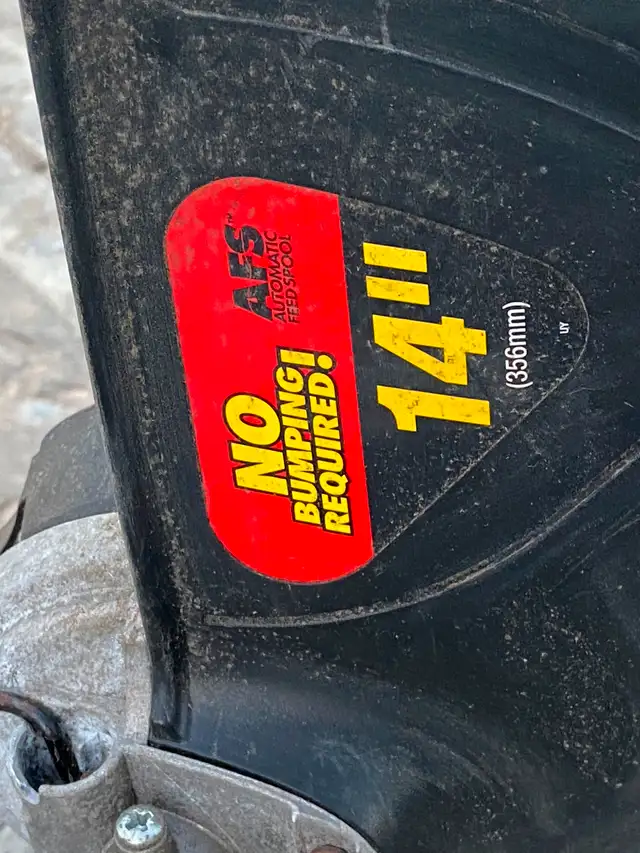 NO
BUMPING
REQUIRED!
AFS™
AUTOMATIC
FEED SPOOL
14"
(356mm)